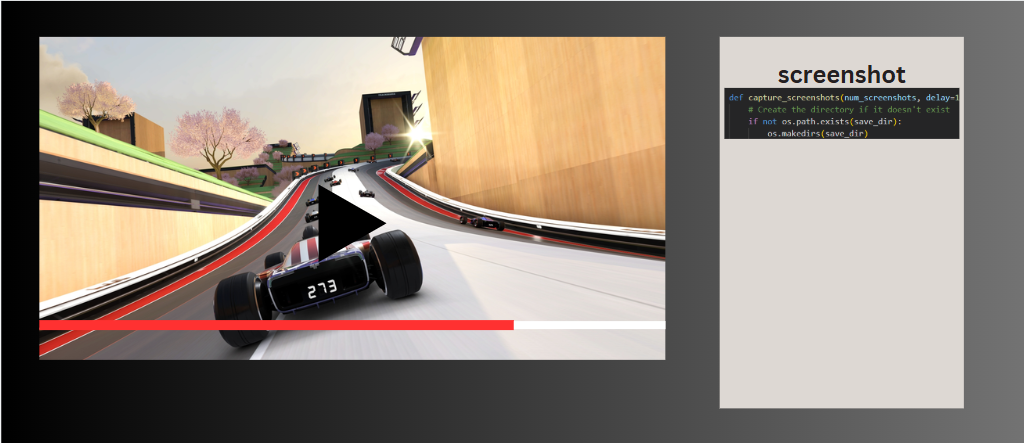 273
screenshot
def capture_screenshots(num_screenshots, delay=1
# Create the directory if it doesn't exist
if not os.path.exists(save_dir):
os.makedirs(save_dir)